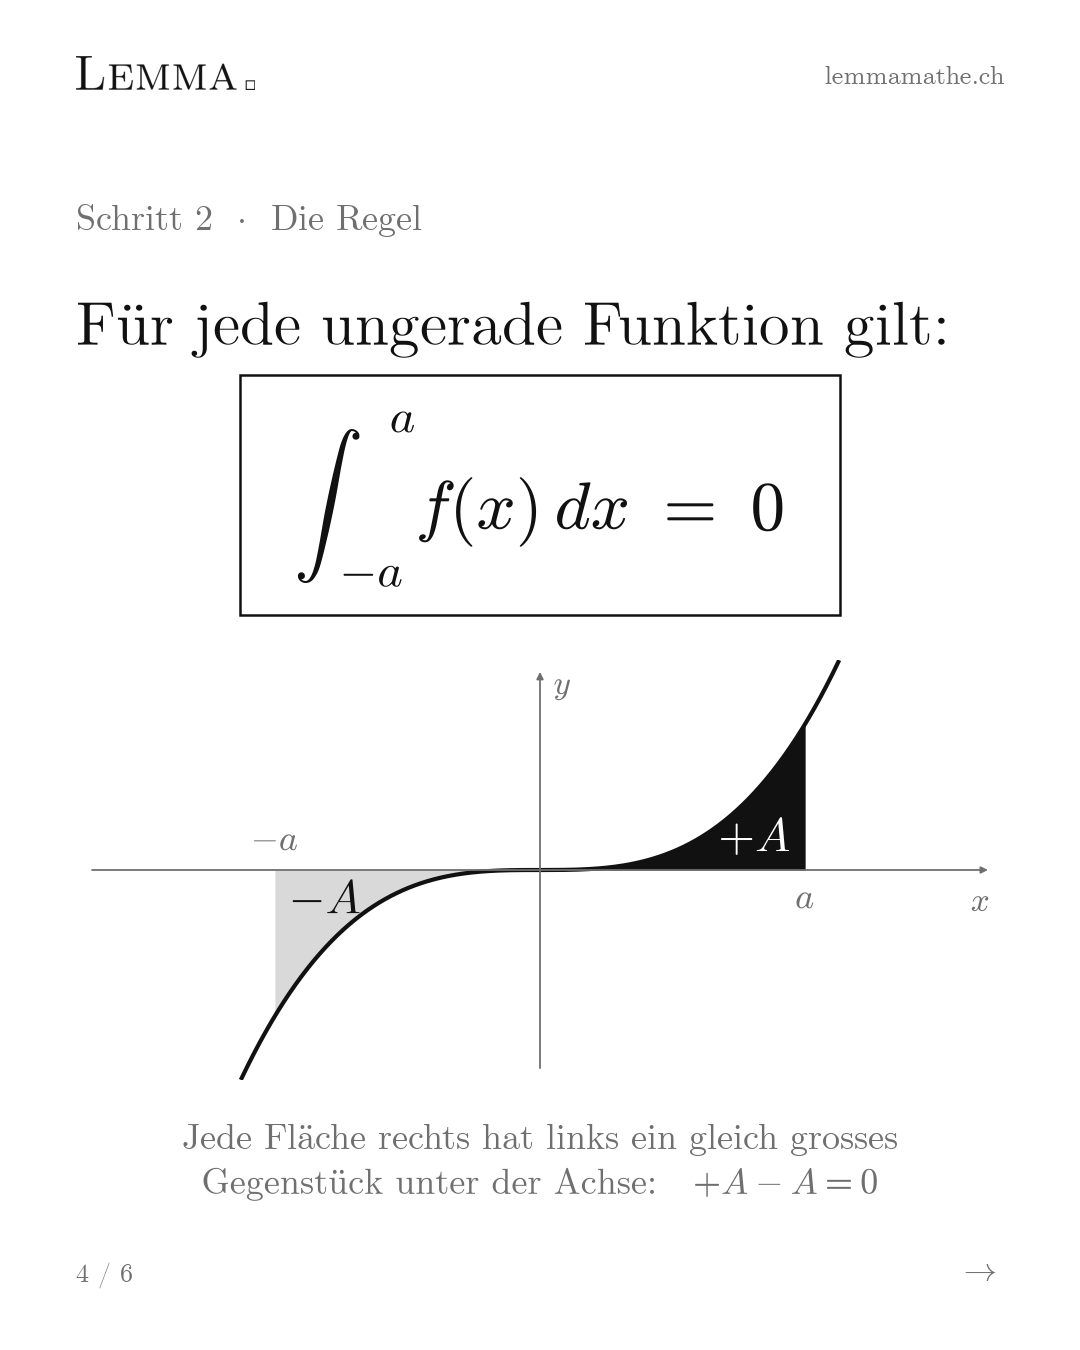 LEMMA□
lemmamathe.ch
Schritt 2 · Die Regel
Für jede ungerade Funktion gilt:
∫_{-a}^{a} f(x) dx = 0
y
−a
+A
−A
a
x
Jede Fläche rechts hat links ein gleich grosses
Gegenstück unter der Achse: +A − A = 0
4 / 6
→